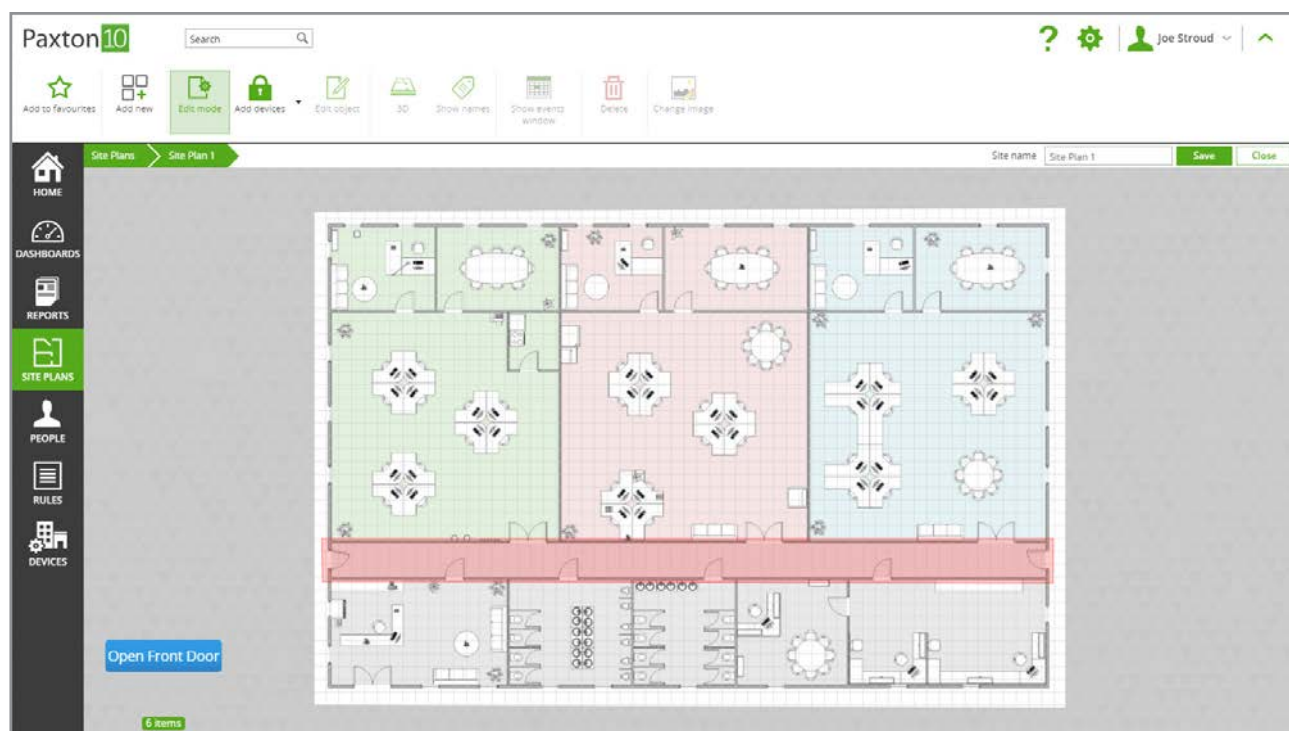 Paxton10
Search
Joe Stroud
Add to favourites
Add new
Edit mode
Add devices
Edit object
3D
Show names
Show events window
Delete
Change image
Site Plans
Site Plan 1
Site name
Site Plan 1
Save
Close
HOME
DASHBOARDS
REPORTS
SITE PLANS
PEOPLE
RULES
DEVICES
Open Front Door
6 items